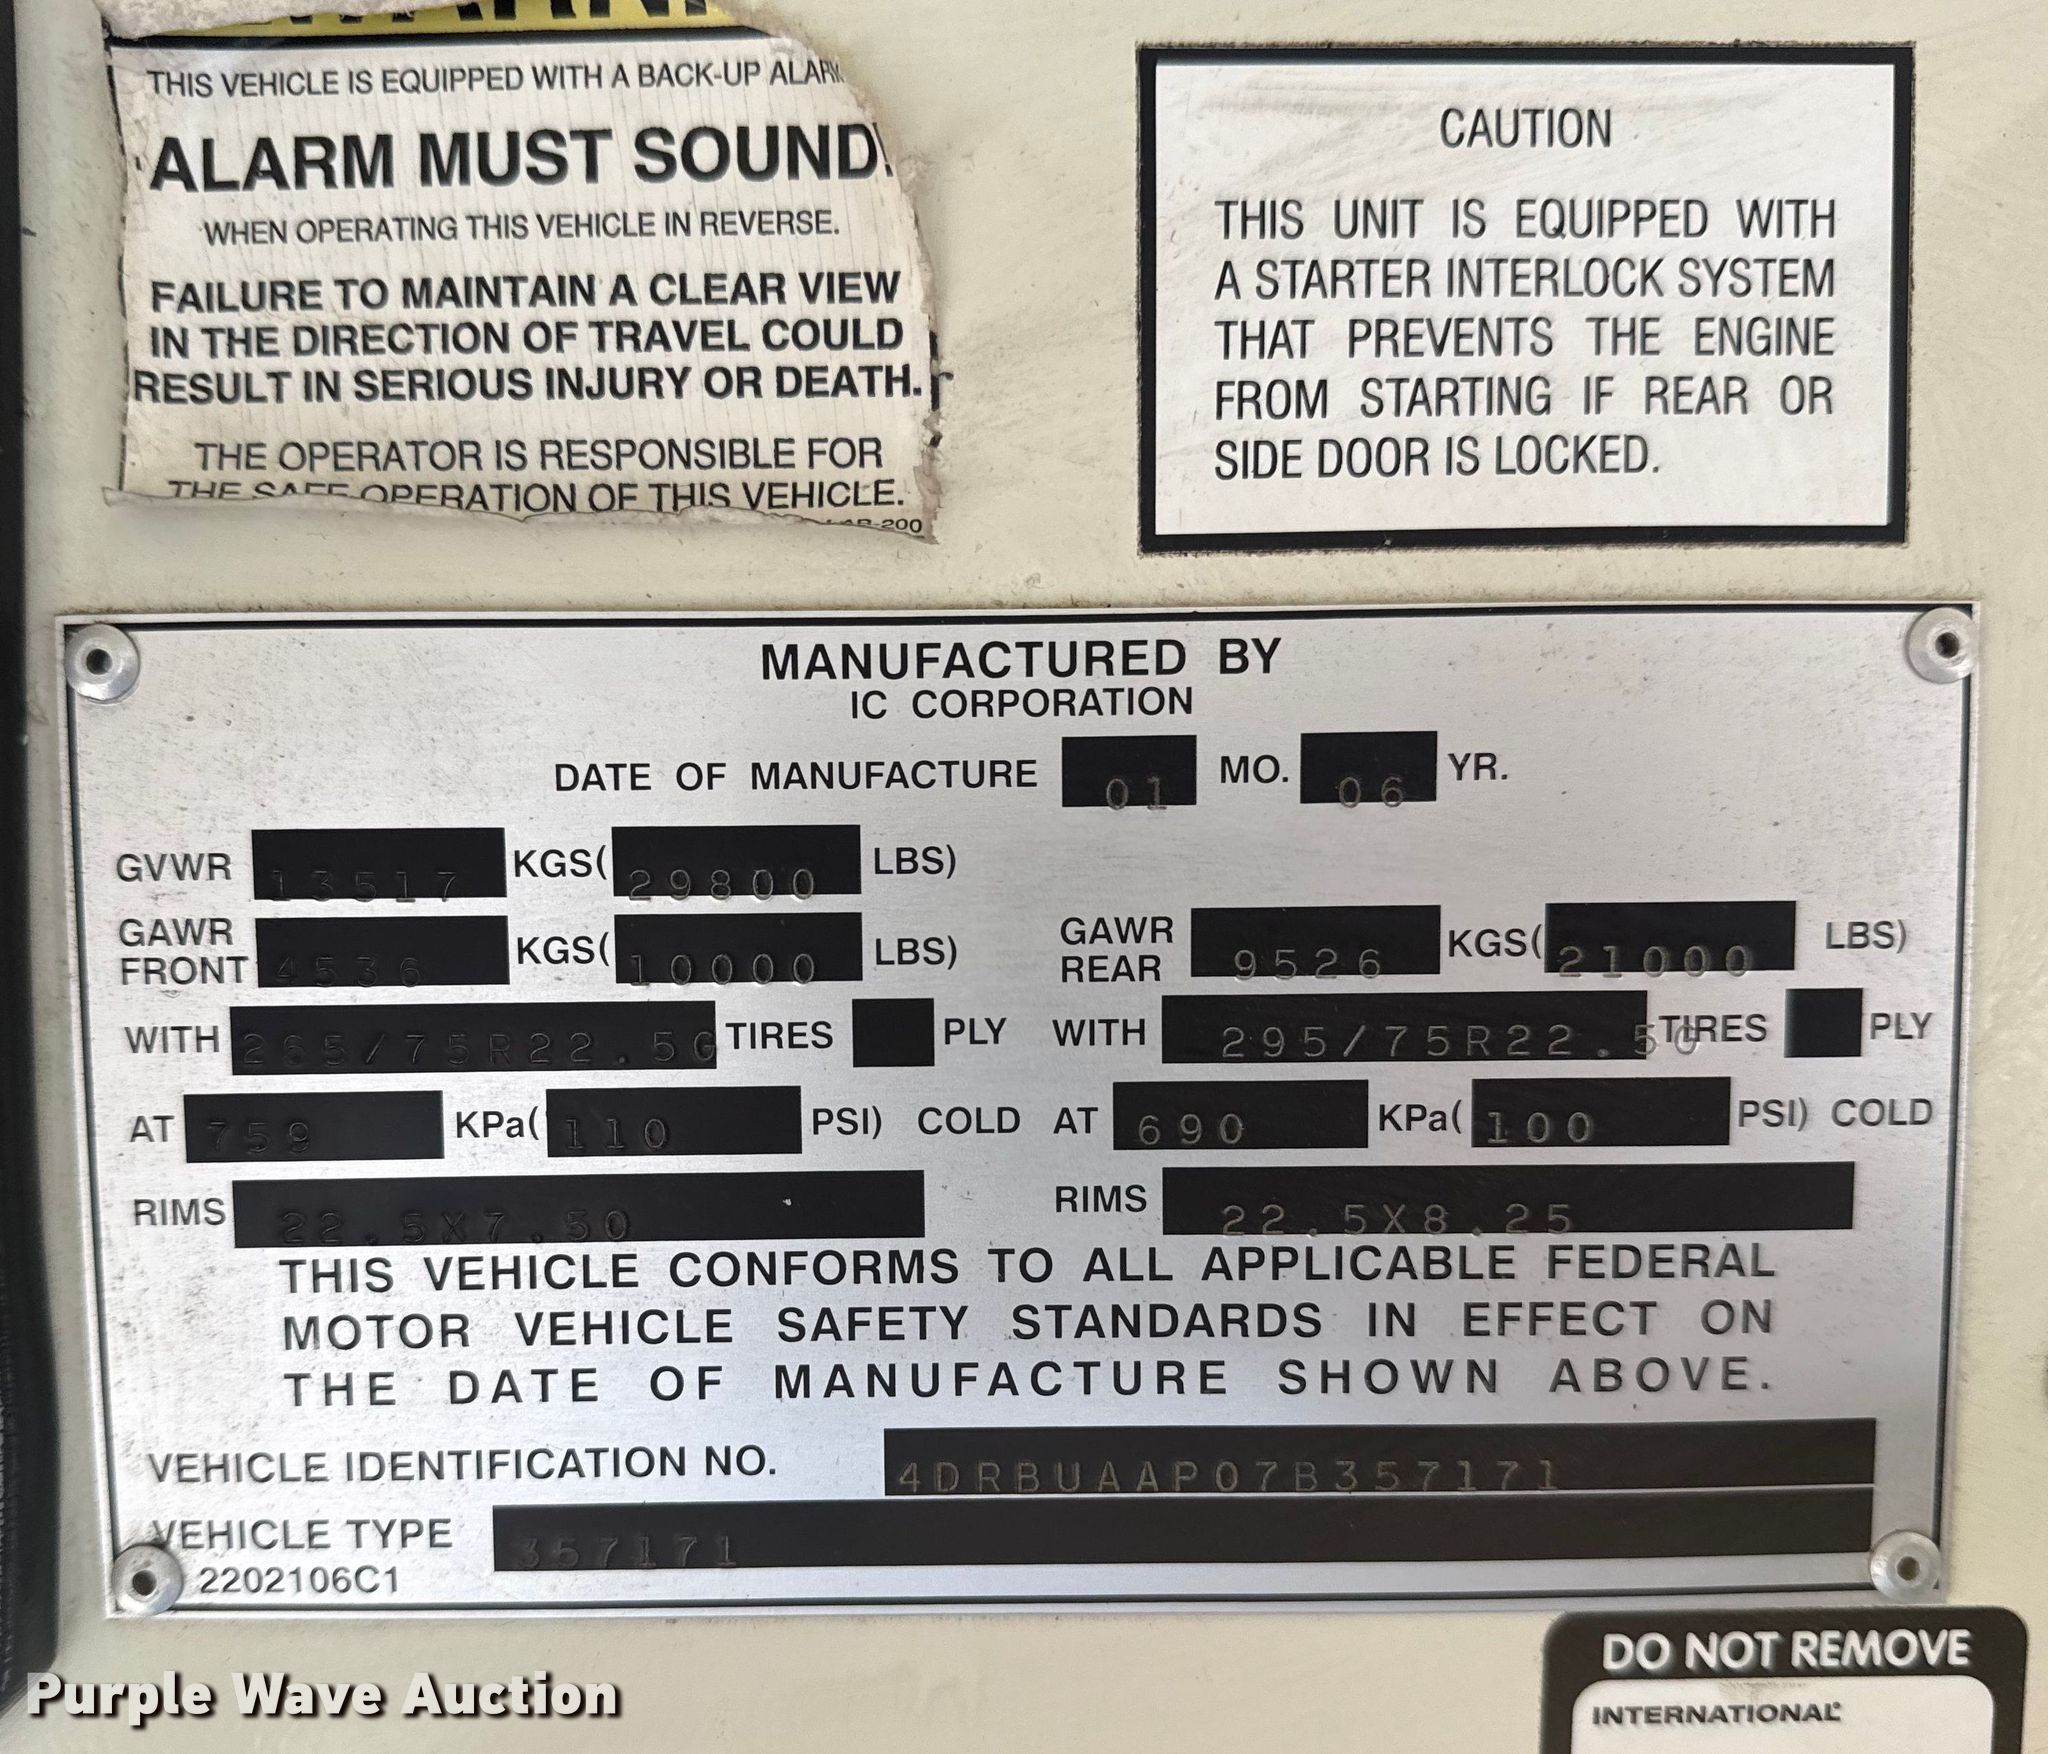 THIS VEHICLE IS EQUIPPED WITH A BACK-UP ALARM
ALARM MUST SOUND!
WHEN OPERATING THIS VEHICLE IN REVERSE.
FAILURE TO MAINTAIN A CLEAR VIEW
IN THE DIRECTION OF TRAVEL COULD
RESULT IN SERIOUS INJURY OR DEATH.
THE OPERATOR IS RESPONSIBLE FOR
THE SAFE OPERATION OF THIS VEHICLE.
CAUTION
THIS UNIT IS EQUIPPED WITH
A STARTER INTERLOCK SYSTEM
THAT PREVENTS THE ENGINE
FROM STARTING IF REAR OR
SIDE DOOR IS LOCKED.
MANUFACTURED BY
IC CORPORATION
DATE OF MANUFACTURE 01 MO. 06 YR.
GVWR 13517 KGS( 29800 LBS)
GAWR FRONT 4536 KGS( 10000 LBS) GAWR REAR 9526 KGS( 21000 LBS)
WITH 265/75R22.5G TIRES PLY WITH 295/75R22.5G TIRES PLY
AT 759 KPa( 110 PSI) COLD AT 690 KPa( 100 PSI) COLD
RIMS 22.5X7.50 RIMS 22.5X8.25
THIS VEHICLE CONFORMS TO ALL APPLICABLE FEDERAL
MOTOR VEHICLE SAFETY STANDARDS IN EFFECT ON
THE DATE OF MANUFACTURE SHOWN ABOVE.
VEHICLE IDENTIFICATION NO. 4DRBUAAP07B357171
VEHICLE TYPE 357171
2202106C1
DO NOT REMOVE
INTERNATIONAL®
Purple Wave Auction